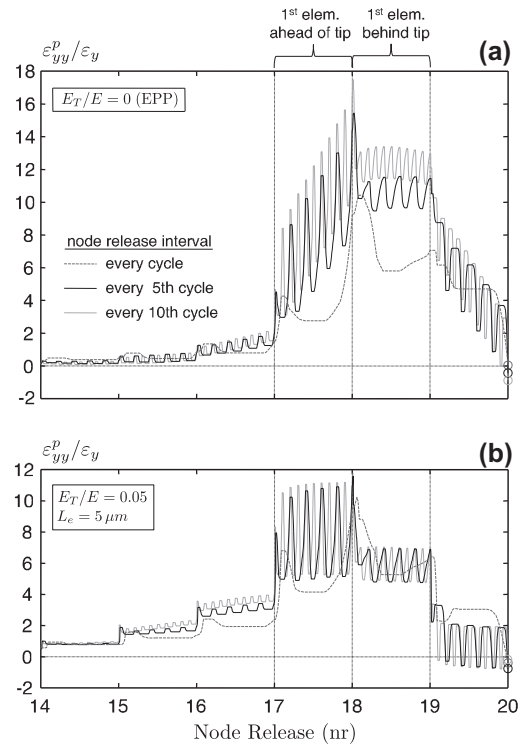 1st elem. ahead of tip
1st elem. behind tip
(a)
ε^p_yy/ε_y
E_T/E = 0 (EPP)
node release interval
every cycle
every 5th cycle
every 10th cycle
18
16
14
12
10
8
6
4
2
0
-2
(b)
ε^p_yy/ε_y
E_T/E = 0.05
L_e = 5 μm
12
10
8
6
4
2
0
-2
14 15 16 17 18 19 20
Node Release (nr)